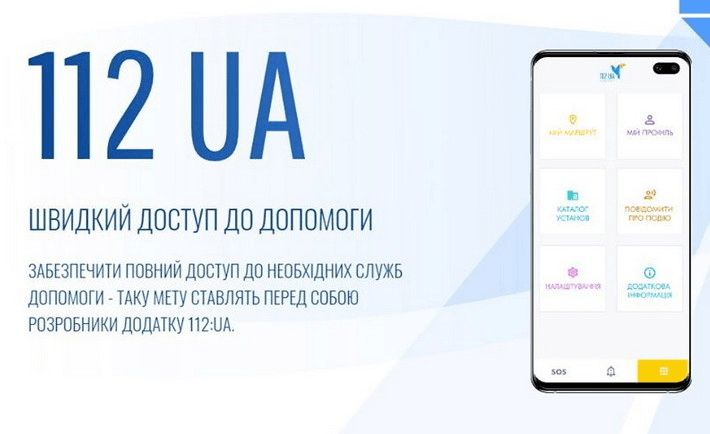 112 UA
ШВИДКИЙ ДОСТУП ДО ДОПОМОГИ
ЗАБЕЗПЕЧИТИ ПОВНИЙ ДОСТУП ДО НЕОБХІДНИХ СЛУЖБ
ДОПОМОГИ - ТАКУ МЕТУ СТАВЛЯТЬ ПЕРЕД СОБОЮ
РОЗРОБНИКИ ДОДАТКУ 112:UA.
112 UA
МІЙ МАРШРУТ
МІЙ ПРОФІЛЬ
КАТАЛОГ
УСТАНОВ
ПОВІДОМИТИ
ПРО ПОДІЮ
НАЛАШТУВАННЯ
ДОДАТКОВА
ІНФОРМАЦІЯ
SOS